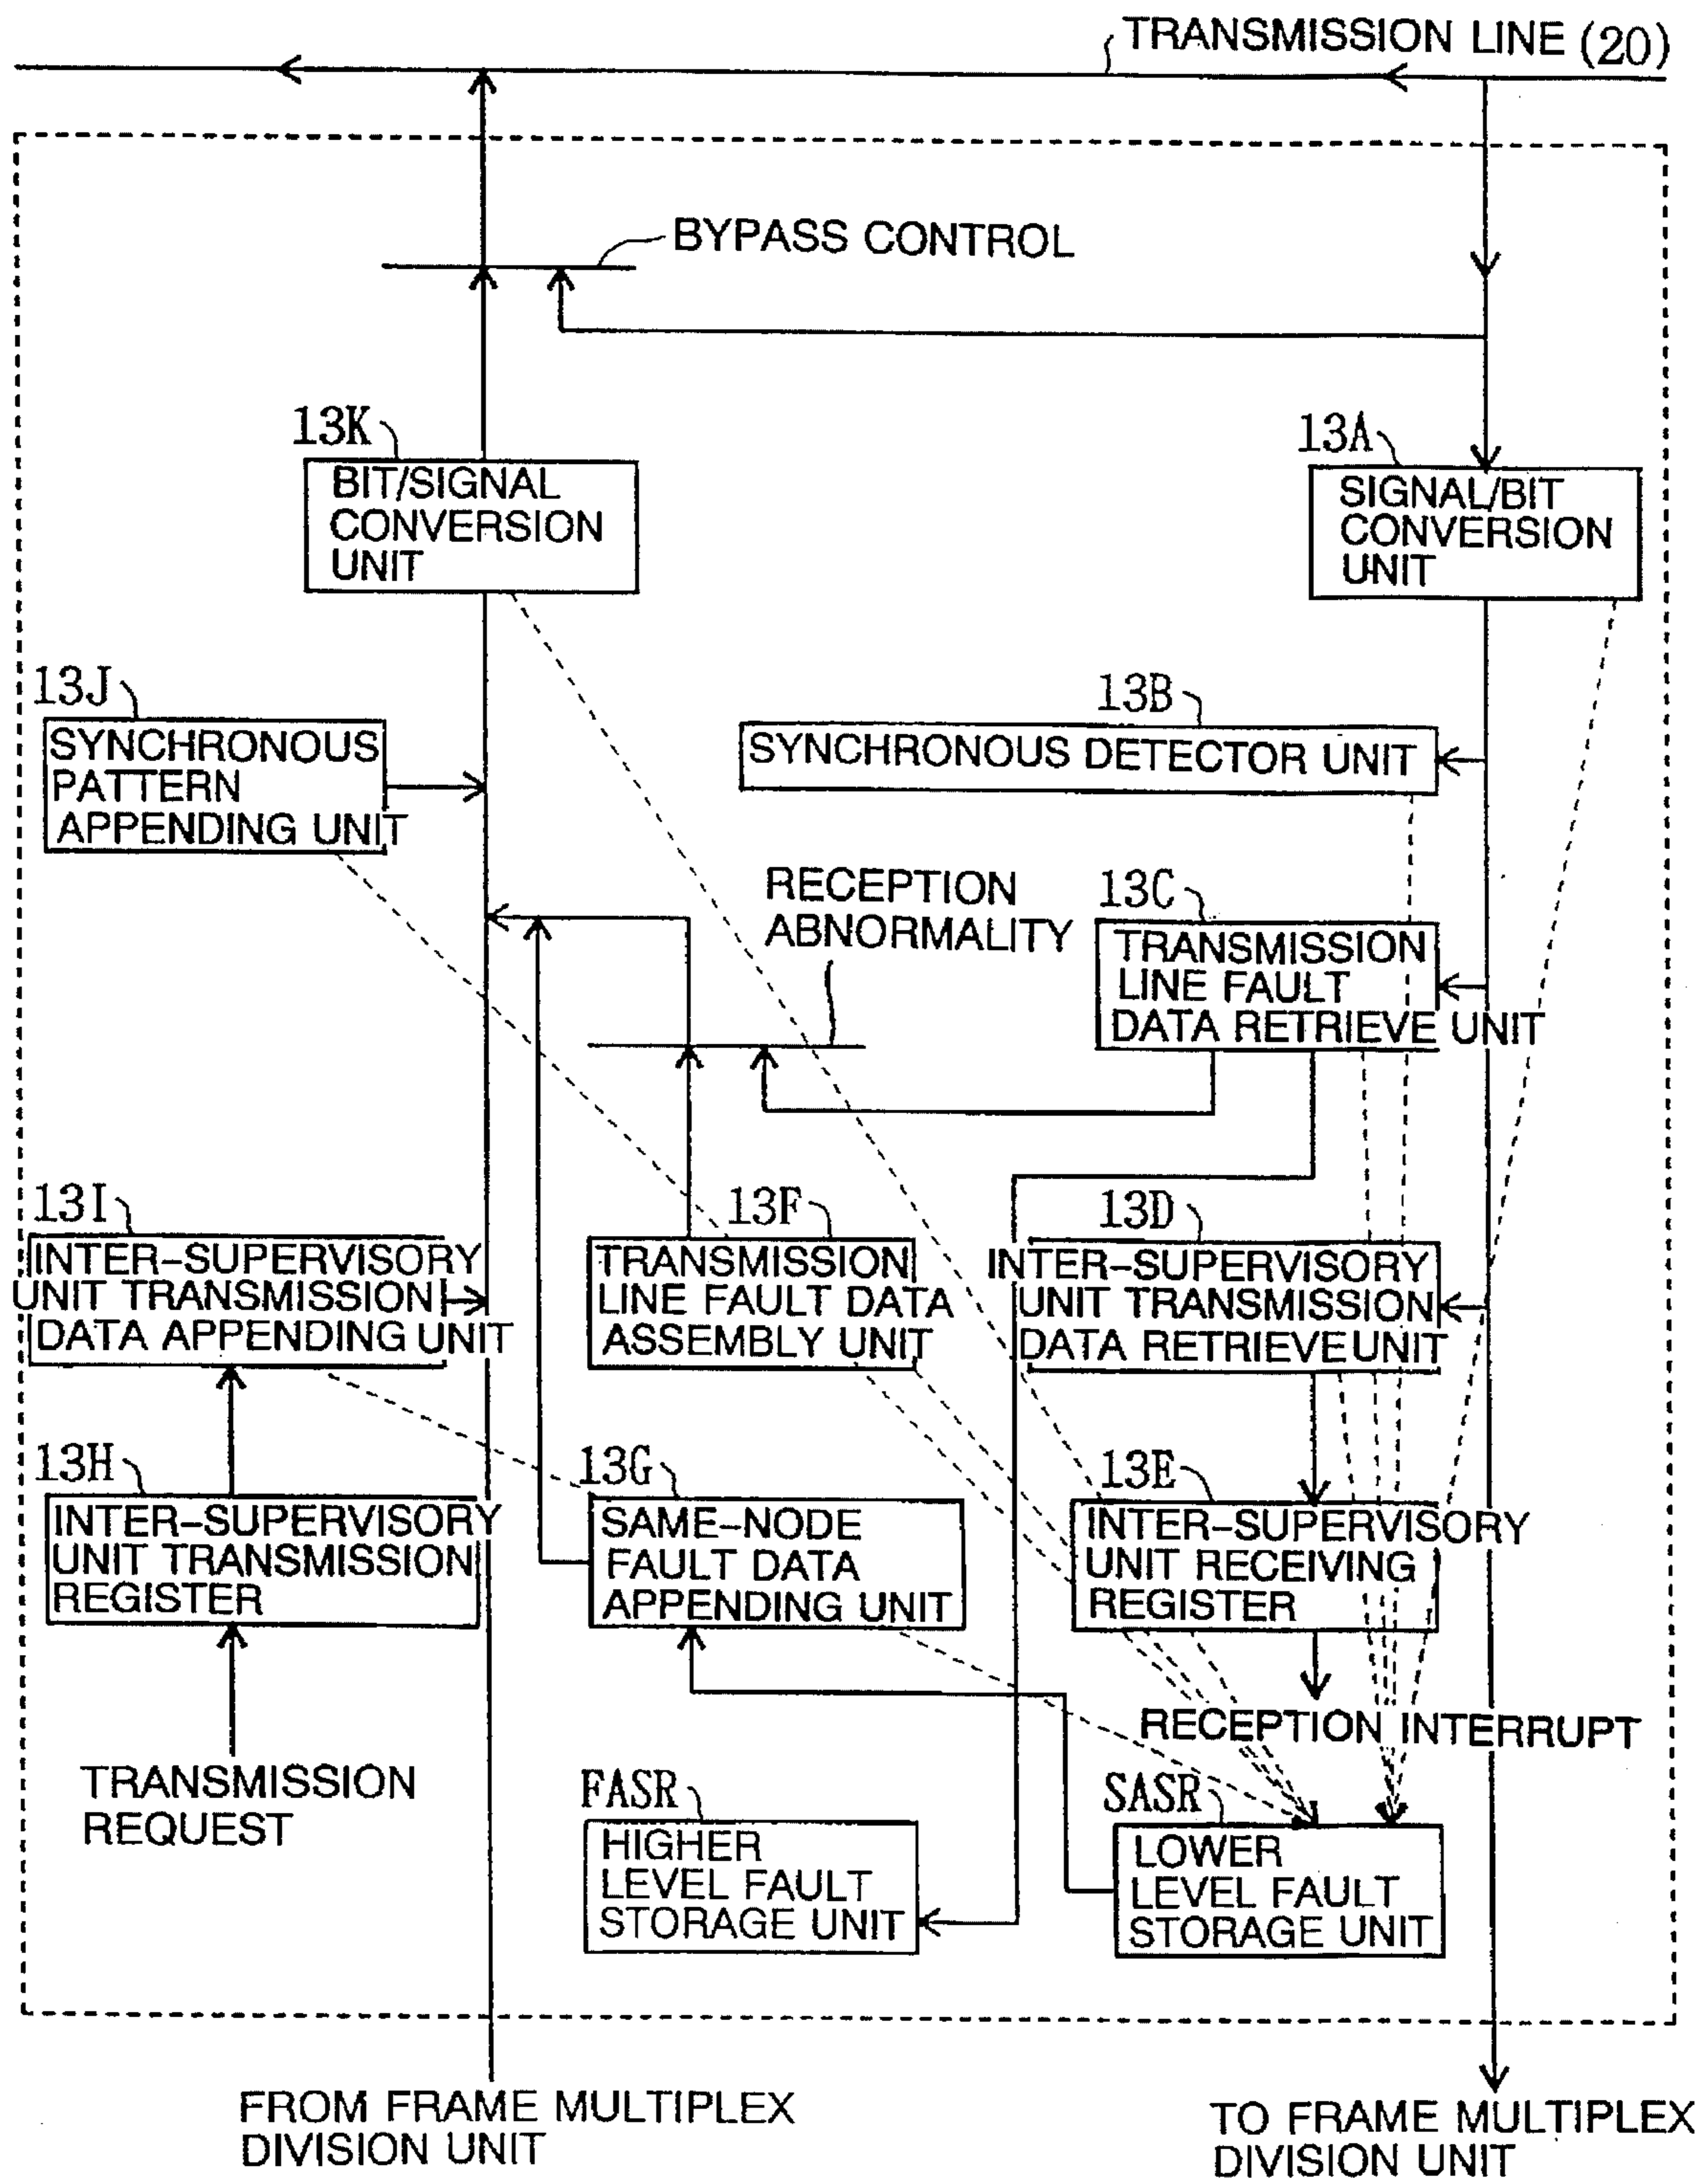 TRANSMISSION LINE (20)
BYPASS CONTROL
13K
BIT/SIGNAL
CONVERSION
UNIT
13A
SIGNAL/BIT
CONVERSION
UNIT
13J
SYNCHRONOUS
PATTERN
APPENDING UNIT
13B
SYNCHRONOUS DETECTOR UNIT
RECEPTION
ABNORMALITY
13C
TRANSMISSION
LINE FAULT
DATA RETRIEVE UNIT
13I
INTER-SUPERVISORY
UNIT TRANSMISSION
DATA APPENDING UNIT
13F
TRANSMISSION
LINE FAULT DATA
ASSEMBLY UNIT
13D
INTER-SUPERVISORY
UNIT TRANSMISSION
DATA RETRIEVE UNIT
13H
INTER-SUPERVISORY
UNIT TRANSMISSION
REGISTER
13G
SAME-NODE
FAULT DATA
APPENDING UNIT
13E
INTER-SUPERVISORY
UNIT RECEIVING
REGISTER
RECEPTION INTERRUPT
TRANSMISSION
REQUEST
FASR
HIGHER
LEVEL FAULT
STORAGE UNIT
SASR
LOWER
LEVEL FAULT
STORAGE UNIT
FROM FRAME MULTIPLEX
DIVISION UNIT
TO FRAME MULTIPLEX
DIVISION UNIT